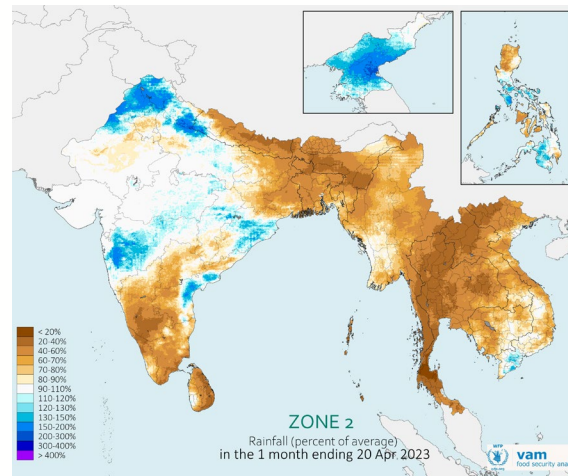 < 20%
20-40%
40-60%
60-70%
70-80%
80-90%
90-110%
110-120%
120-130%
130-150%
150-200%
200-300%
300-400%
> 400%
ZONE 2
Rainfall (percent of average)
in the 1 month ending 20 Apr 2023
WFP
vam
food security ana